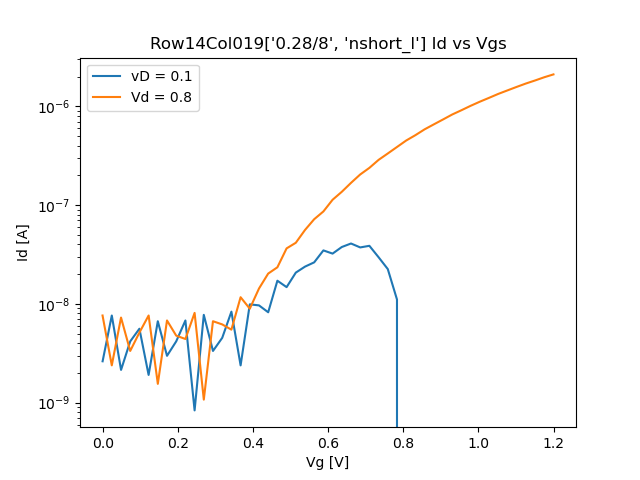 Row14Col019['0.28/8', 'nshort_l'] Id vs Vgs
vD = 0.1
Vd = 0.8
Id [A]
10⁻⁶
10⁻⁷
10⁻⁸
10⁻⁹
0.0 0.2 0.4 0.6 0.8 1.0 1.2
Vg [V]